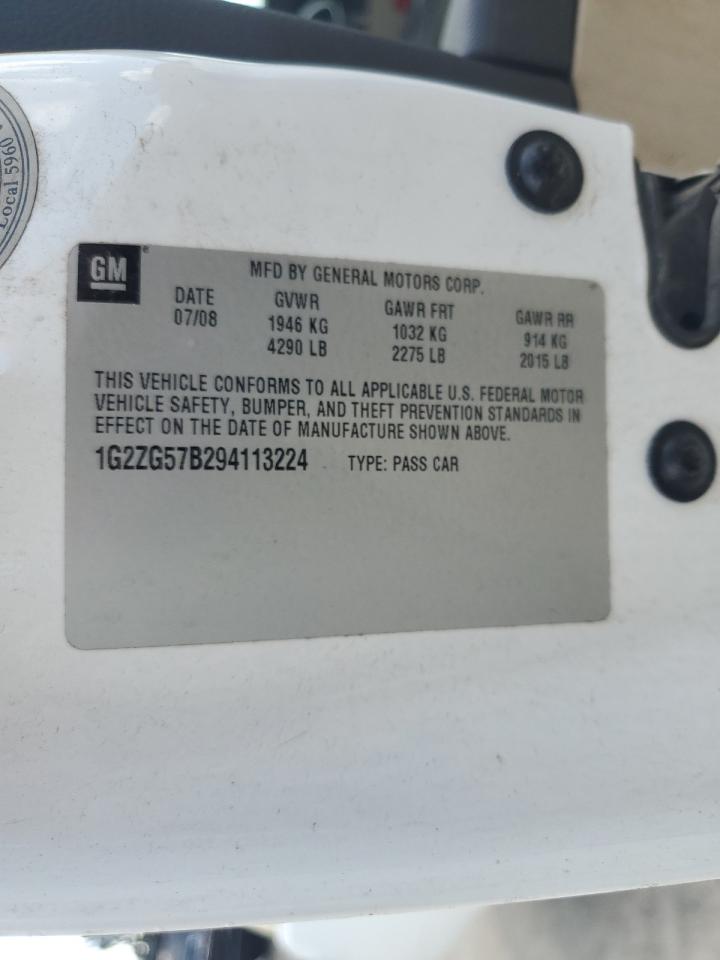 Local 5960
GM®
MFD BY GENERAL MOTORS CORP.
DATE GVWR GAWR FRT GAWR RR
07/08 1946 KG 1032 KG 914 KG
4290 LB 2275 LB 2015 LB
THIS VEHICLE CONFORMS TO ALL APPLICABLE U.S. FEDERAL MOTOR
VEHICLE SAFETY, BUMPER, AND THEFT PREVENTION STANDARDS IN
EFFECT ON THE DATE OF MANUFACTURE SHOWN ABOVE.
1G2ZG57B294113224 TYPE: PASS CAR